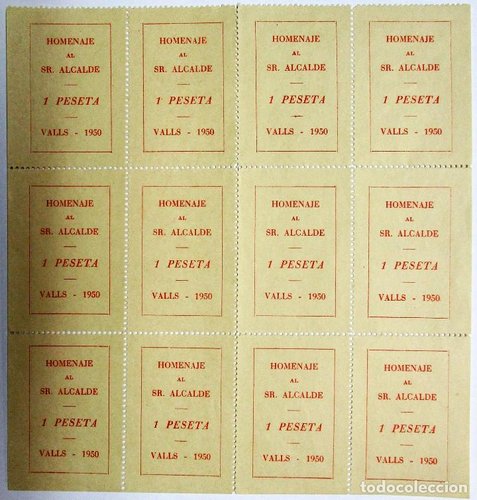 HOMENAJE
AL
SR. ALCALDE
1 PESETA
VALLS - 1950
HOMENAJE
AL
SR. ALCALDE
1 PESETA
VALLS - 1950
HOMENAJE
AL
SR. ALCALDE
1 PESETA
VALLS - 1950
HOMENAJE
AL
SR. ALCALDE
1 PESETA
VALLS - 1950
HOMENAJE
AL
SR. ALCALDE
1 PESETA
VALLS - 1950
HOMENAJE
AL
SR. ALCALDE
1 PESETA
VALLS - 1950
HOMENAJE
AL
SR. ALCALDE
1 PESETA
VALLS - 1950
HOMENAJE
AL
SR. ALCALDE
1 PESETA
VALLS - 1950
HOMENAJE
AL
SR. ALCALDE
1 PESETA
VALLS - 1950
HOMENAJE
AL
SR. ALCALDE
1 PESETA
VALLS - 1950
HOMENAJE
AL
SR. ALCALDE
1 PESETA
VALLS - 1950
HOMENAJE
AL
SR. ALCALDE
1 PESETA
VALLS - 1950
todocoleccion